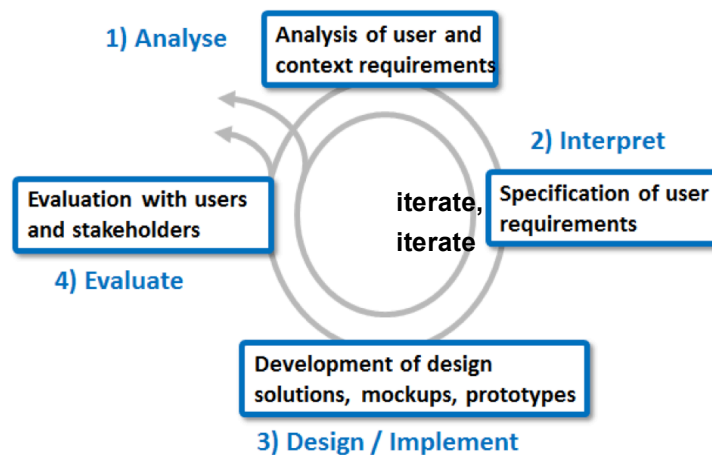 1) Analyse
Analysis of user and
context requirements
2) Interpret
Specification of user
requirements
iterate,
iterate
Evaluation with users
and stakeholders
4) Evaluate
Development of design
solutions, mockups, prototypes
3) Design / Implement